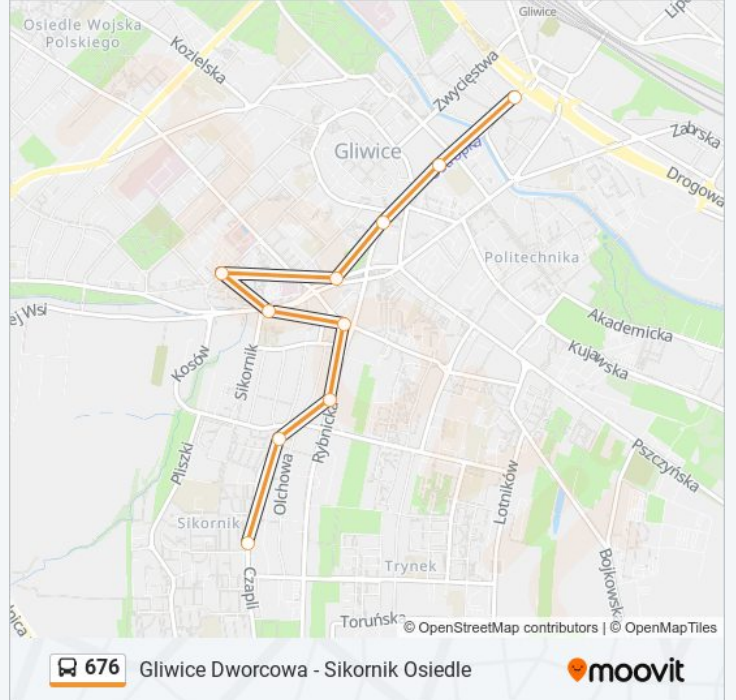 Gliwice
Osiedle Wojska
Polskiego
Kozielska
Zwycięstwa
Zabrska
Gliwice
Drogowa
Politechnika
ej Wsi
Akademicka
Kosów
Sikornik
Kujawska
Rybnicka
Pszczyńska
Pliszki
Olchowa
Lotników
Sikornik
Trynek
Bojkowska
Czapli
Toruńska
© OpenStreetMap contributors | © OpenMapTiles
676 Gliwice Dworcowa - Sikornik Osiedle
moovit